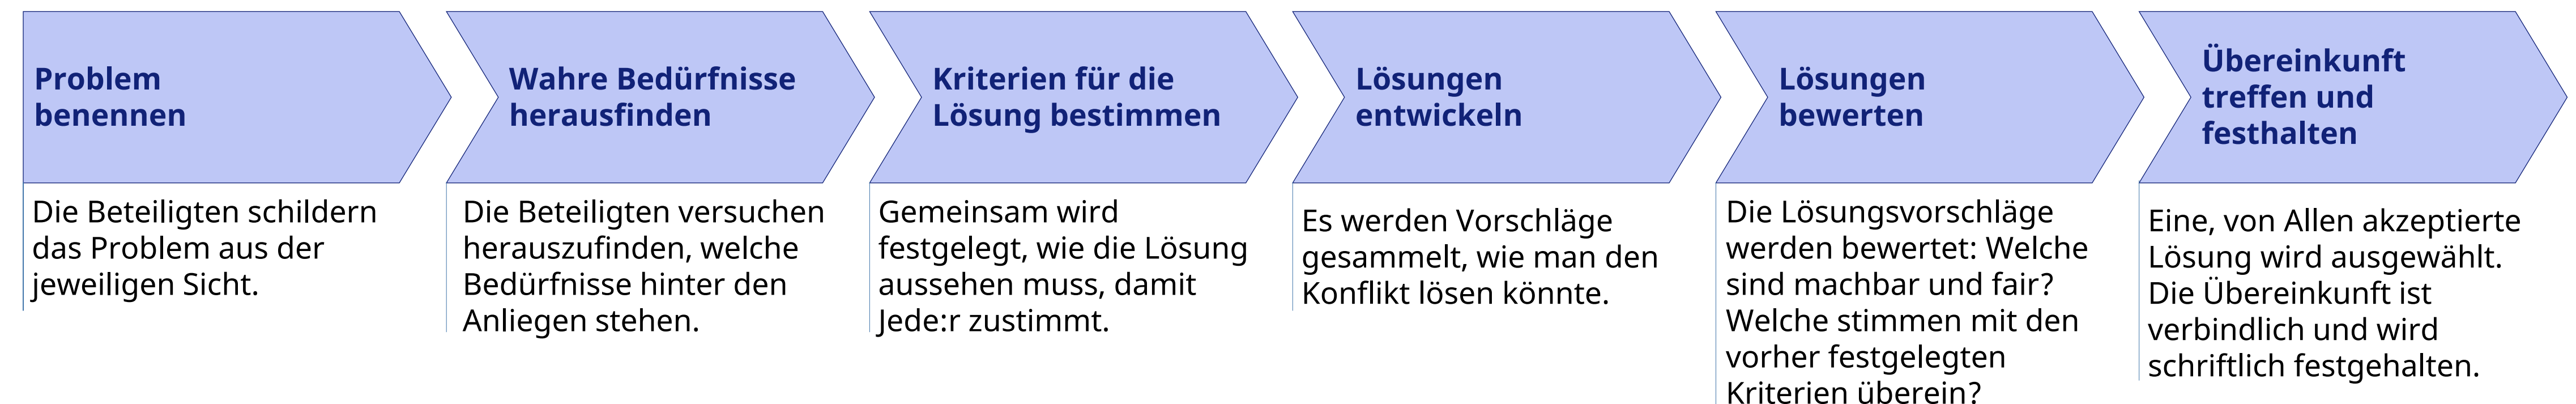 Problem
benennen
Die Beteiligten schildern
das Problem aus der
jeweiligen Sicht.
Wahre Bedürfnisse
herausfinden
Die Beteiligten versuchen
herauszufinden, welche
Bedürfnisse hinter den
Anliegen stehen.
Kriterien für die
Lösung bestimmen
Gemeinsam wird
festgelegt, wie die Lösung
aussehen muss, damit
Jede:r zustimmt.
Lösungen
entwickeln
Es werden Vorschläge
gesammelt, wie man den
Konflikt lösen könnte.
Lösungen
bewerten
Die Lösungsvorschläge
werden bewertet: Welche
sind machbar und fair?
Welche stimmen mit den
vorher festgelegten
Kriterien überein?
Übereinkunft
treffen und
festhalten
Eine, von Allen akzeptierte
Lösung wird ausgewählt.
Die Übereinkunft ist
verbindlich und wird
schriftlich festgehalten.